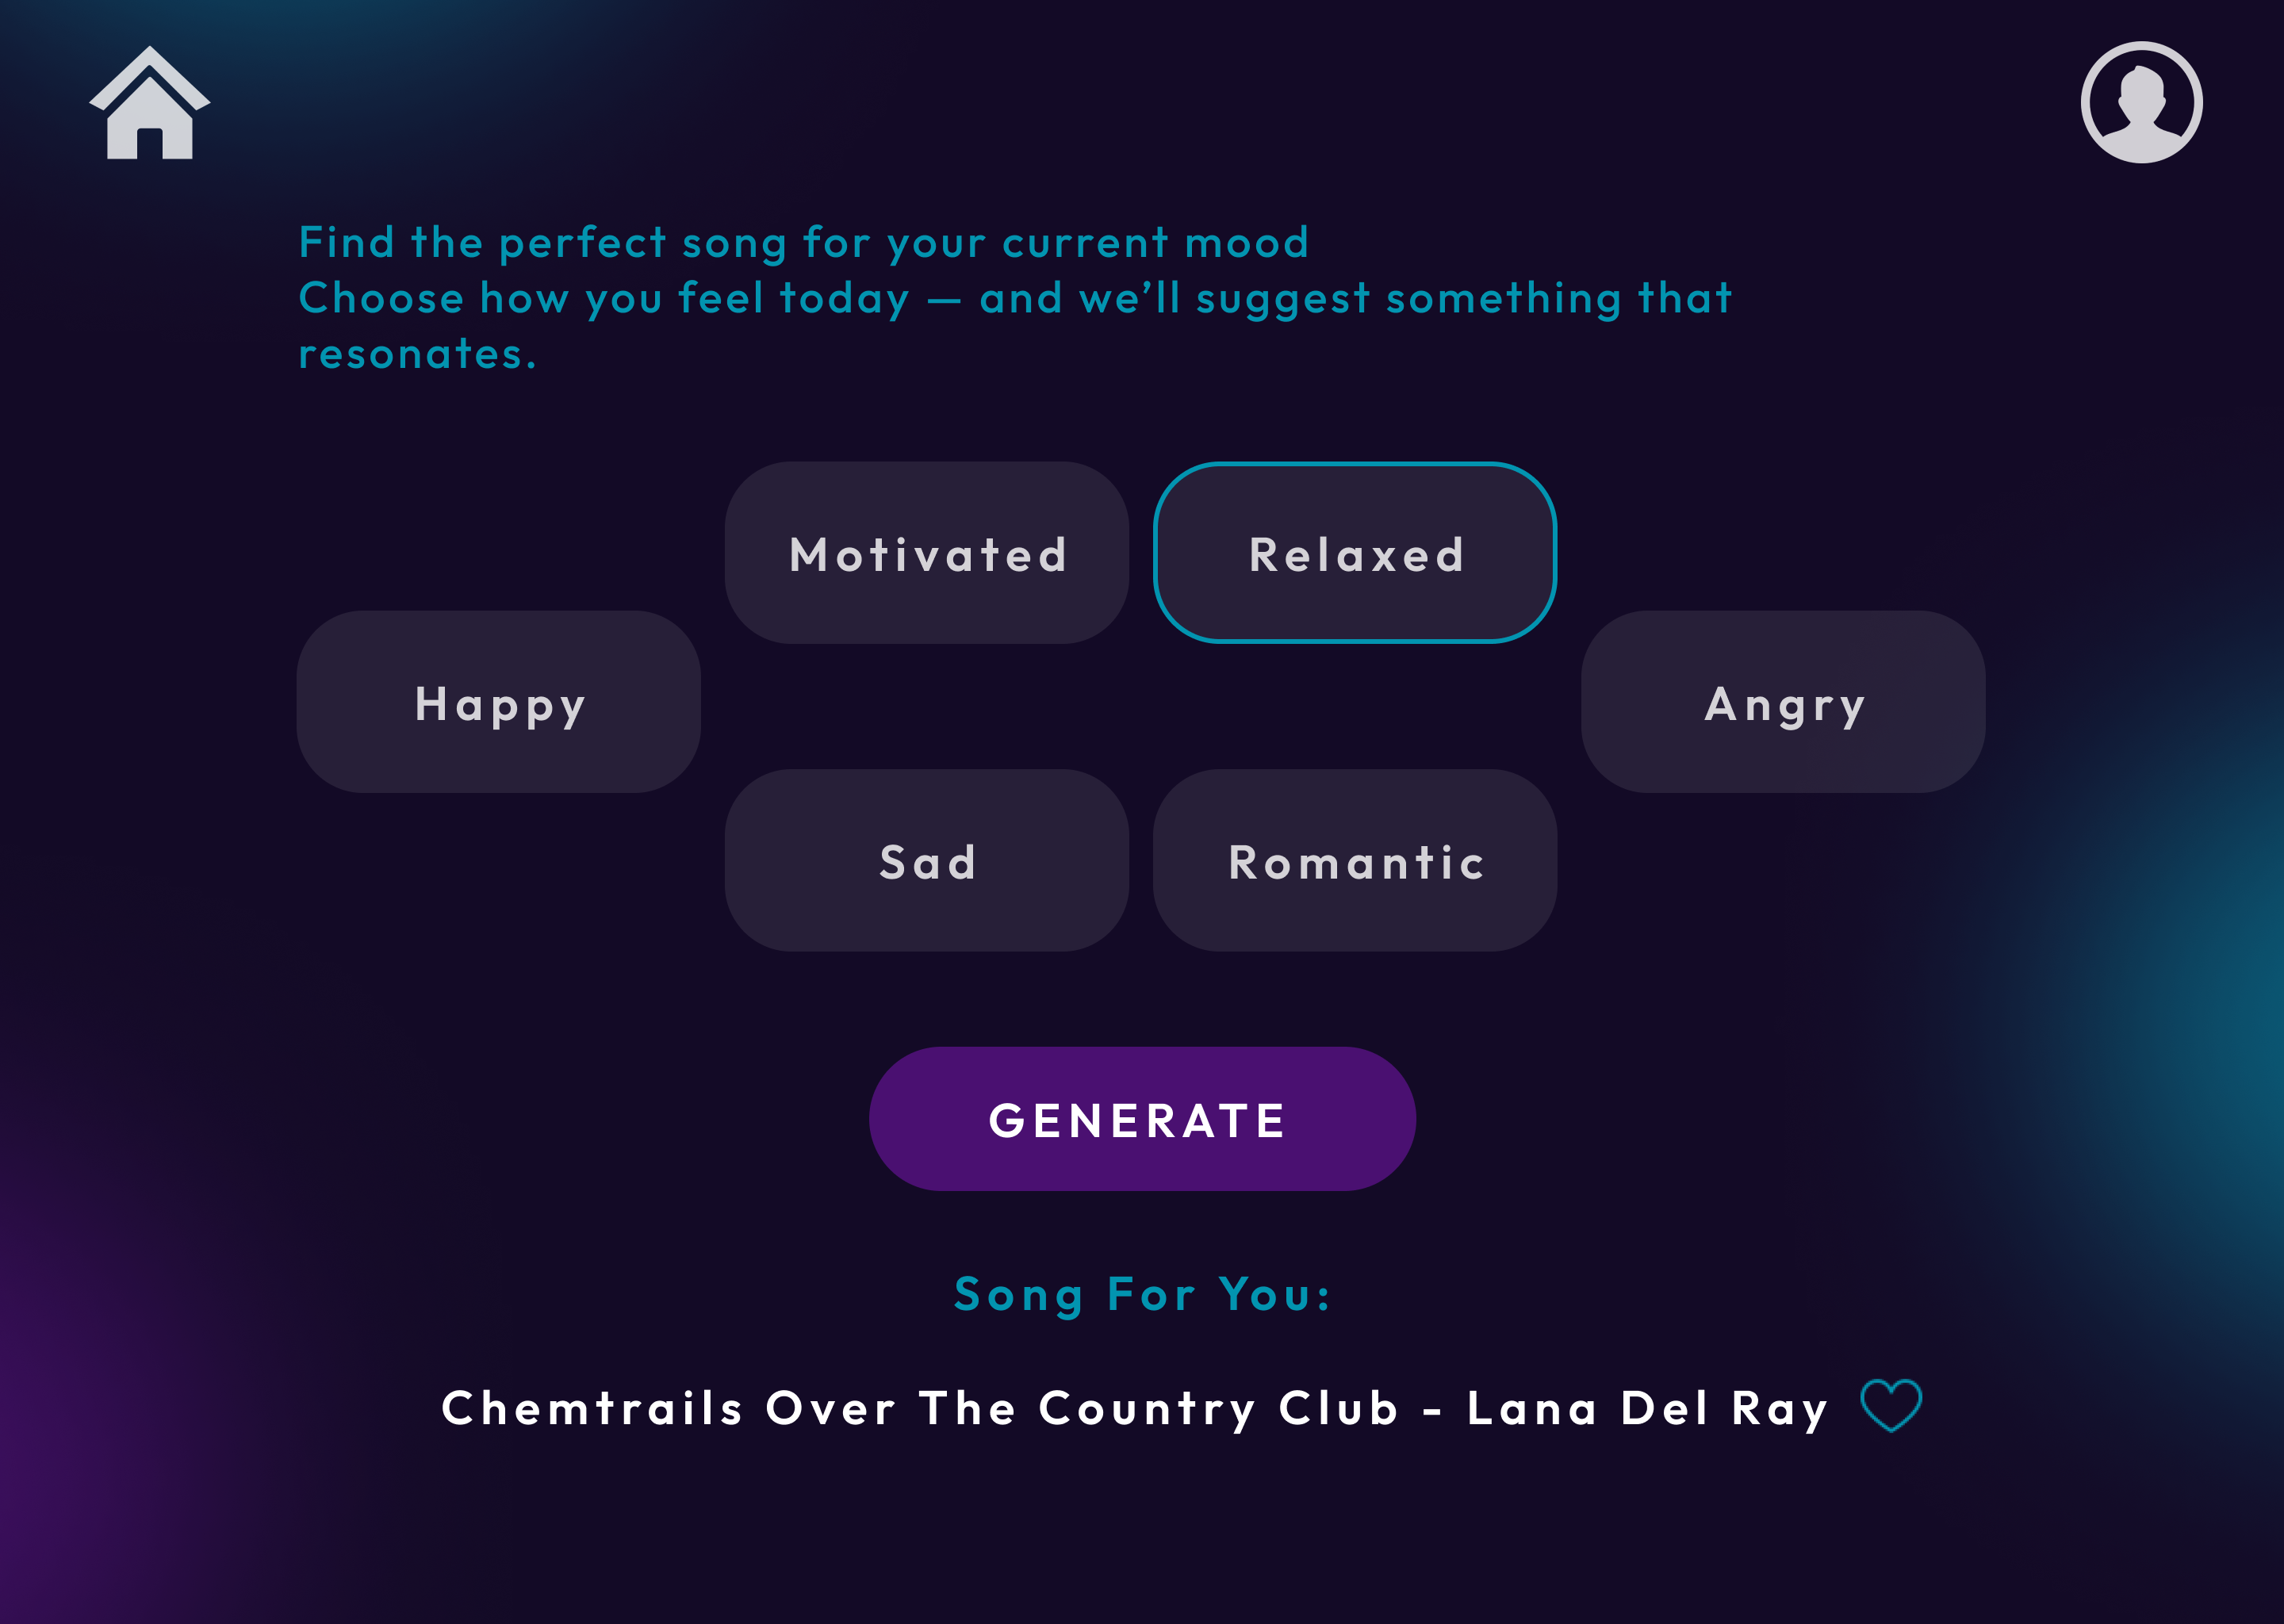 Find the perfect song for your current mood
Choose how you feel today — and we’ll suggest something that
resonates.
Motivated
Relaxed
Happy
Angry
Sad
Romantic
GENERATE
Song For You:
Chemtrails Over The Country Club - Lana Del Ray